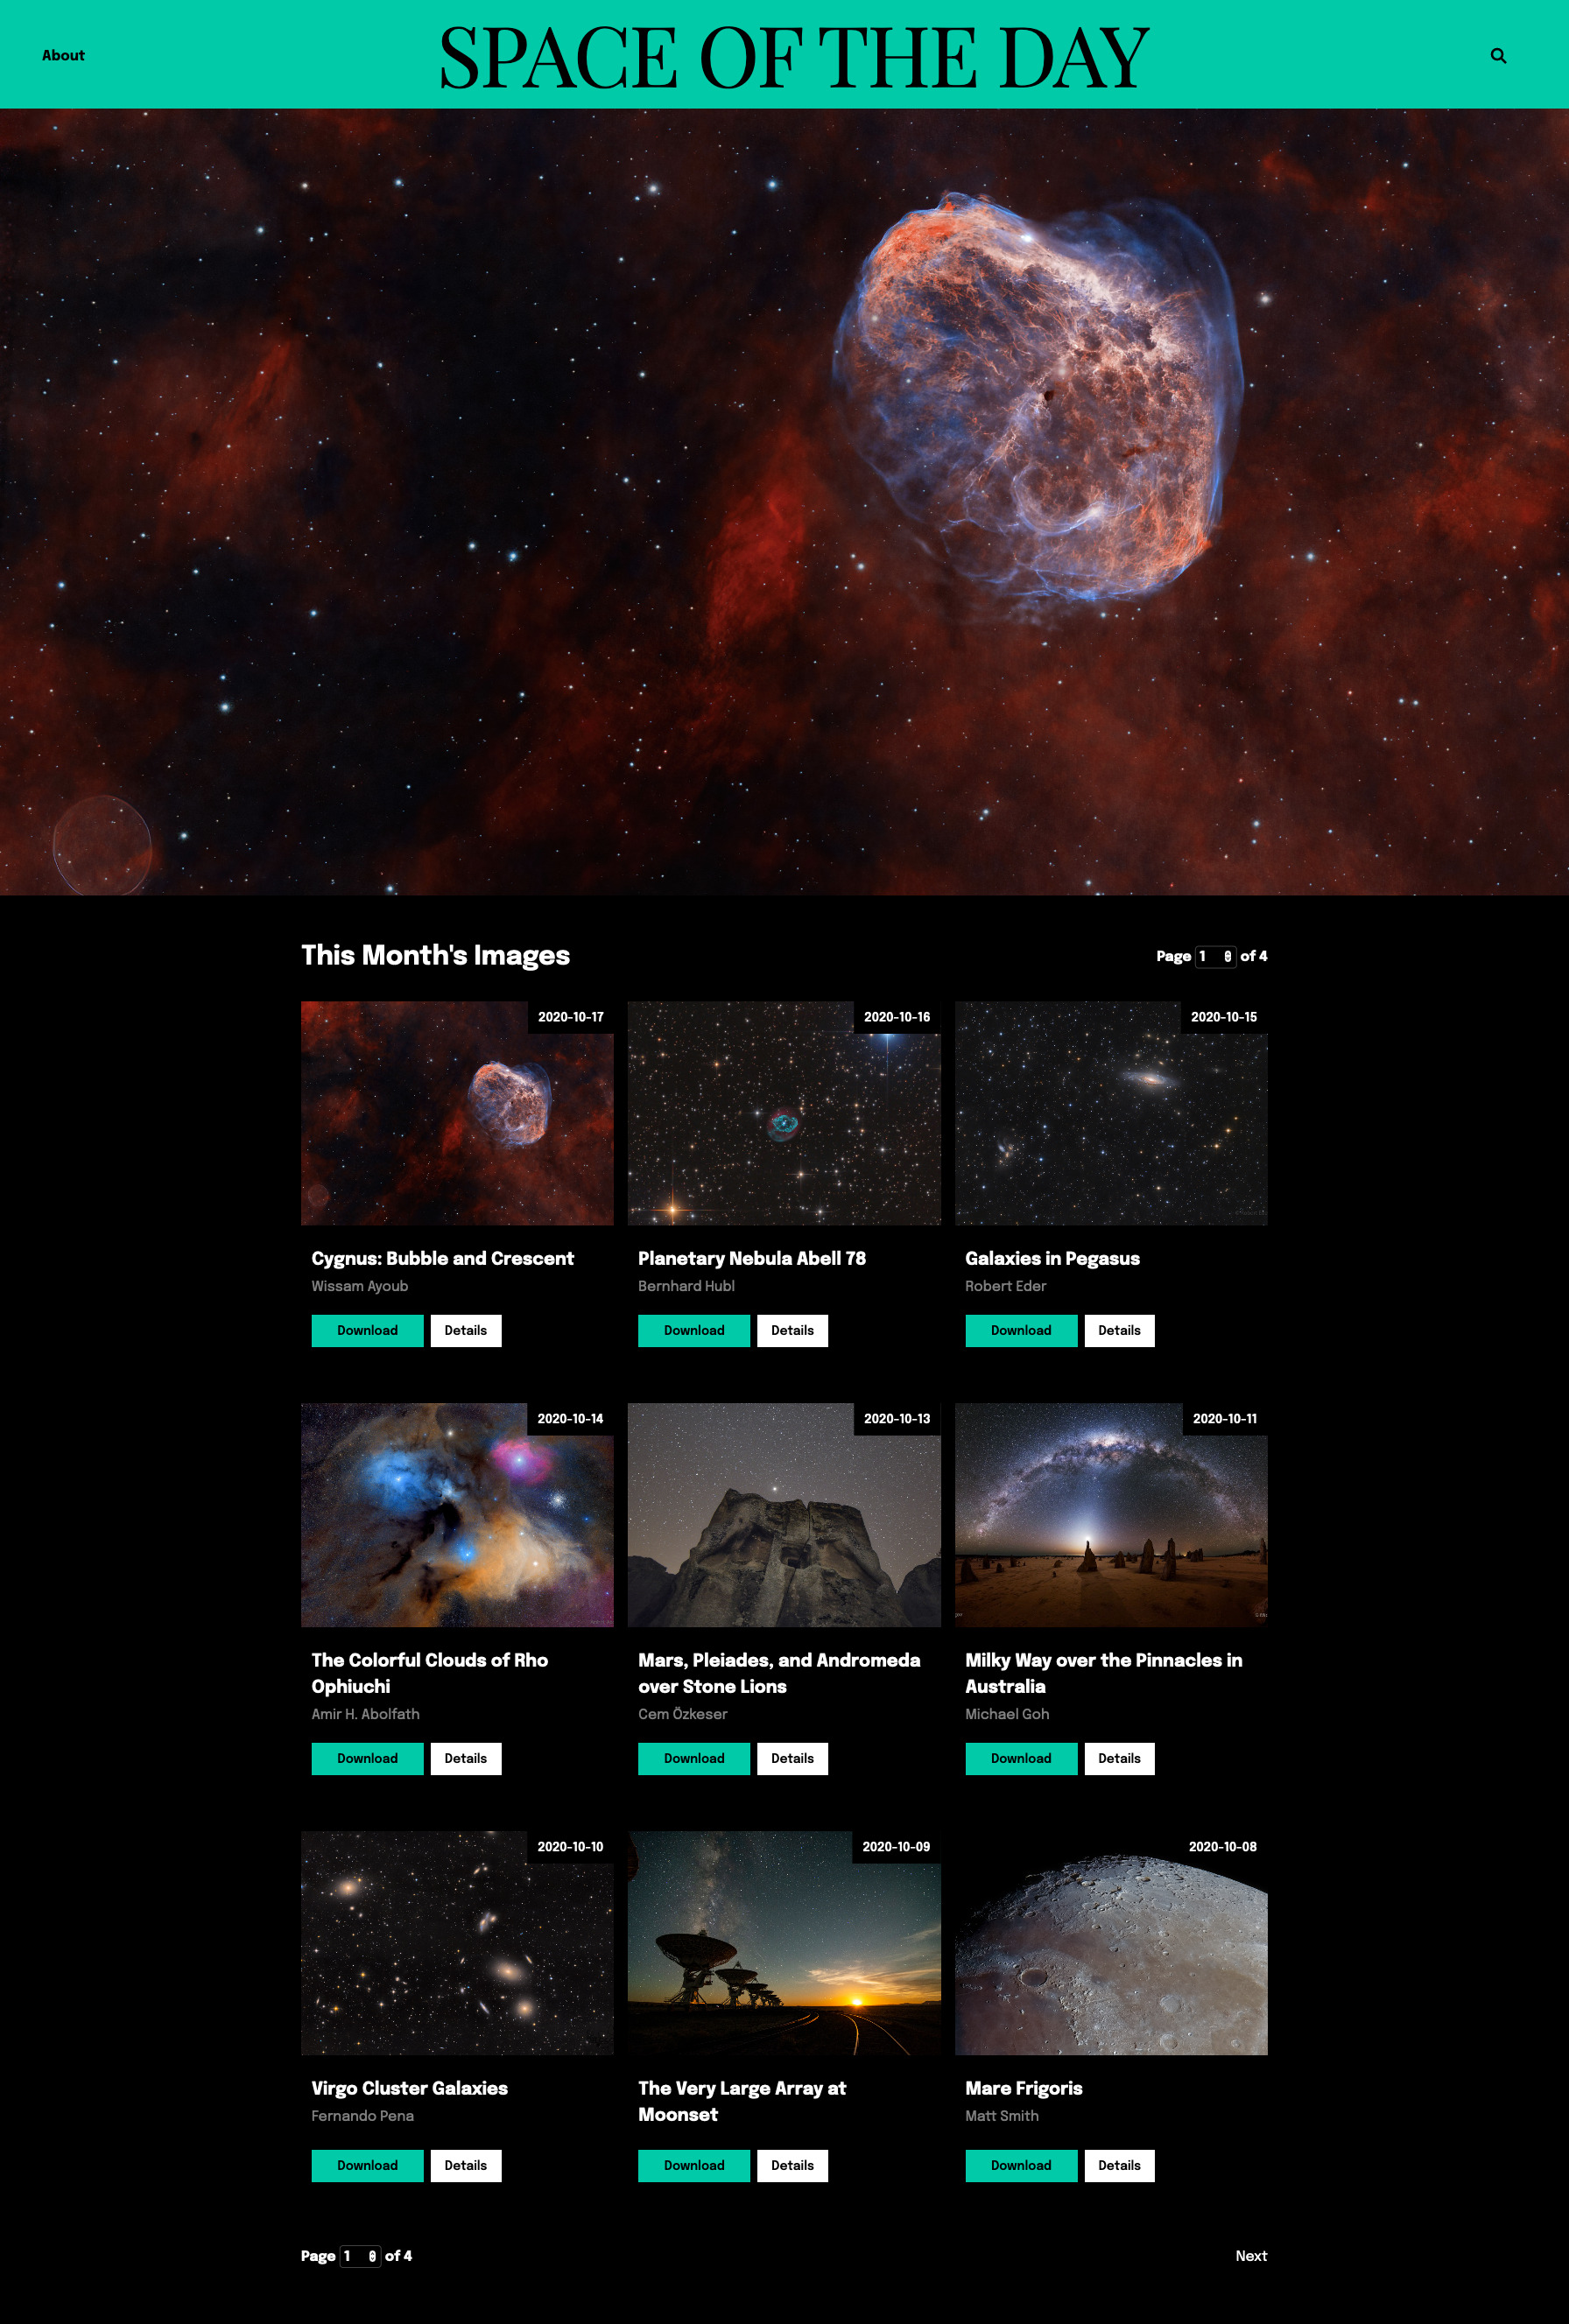 About
SPACE OF THE DAY
This Month's Images
Page 1 of 4
2020-10-17
2020-10-16
2020-10-15
Cygnus: Bubble and Crescent
Wissam Ayoub
Download Details
Planetary Nebula Abell 78
Bernhard Hubl
Download Details
Galaxies in Pegasus
Robert Eder
Download Details
2020-10-14
2020-10-13
2020-10-11
The Colorful Clouds of Rho
Ophiuchi
Amir H. Abolfath
Download Details
Mars, Pleiades, and Andromeda
over Stone Lions
Cem Özkeser
Download Details
Milky Way over the Pinnacles in
Australia
Michael Goh
Download Details
2020-10-10
2020-10-09
2020-10-08
Virgo Cluster Galaxies
Fernando Pena
Download Details
The Very Large Array at
Moonset
Download Details
Mare Frigoris
Matt Smith
Download Details
Page 1 of 4
Next